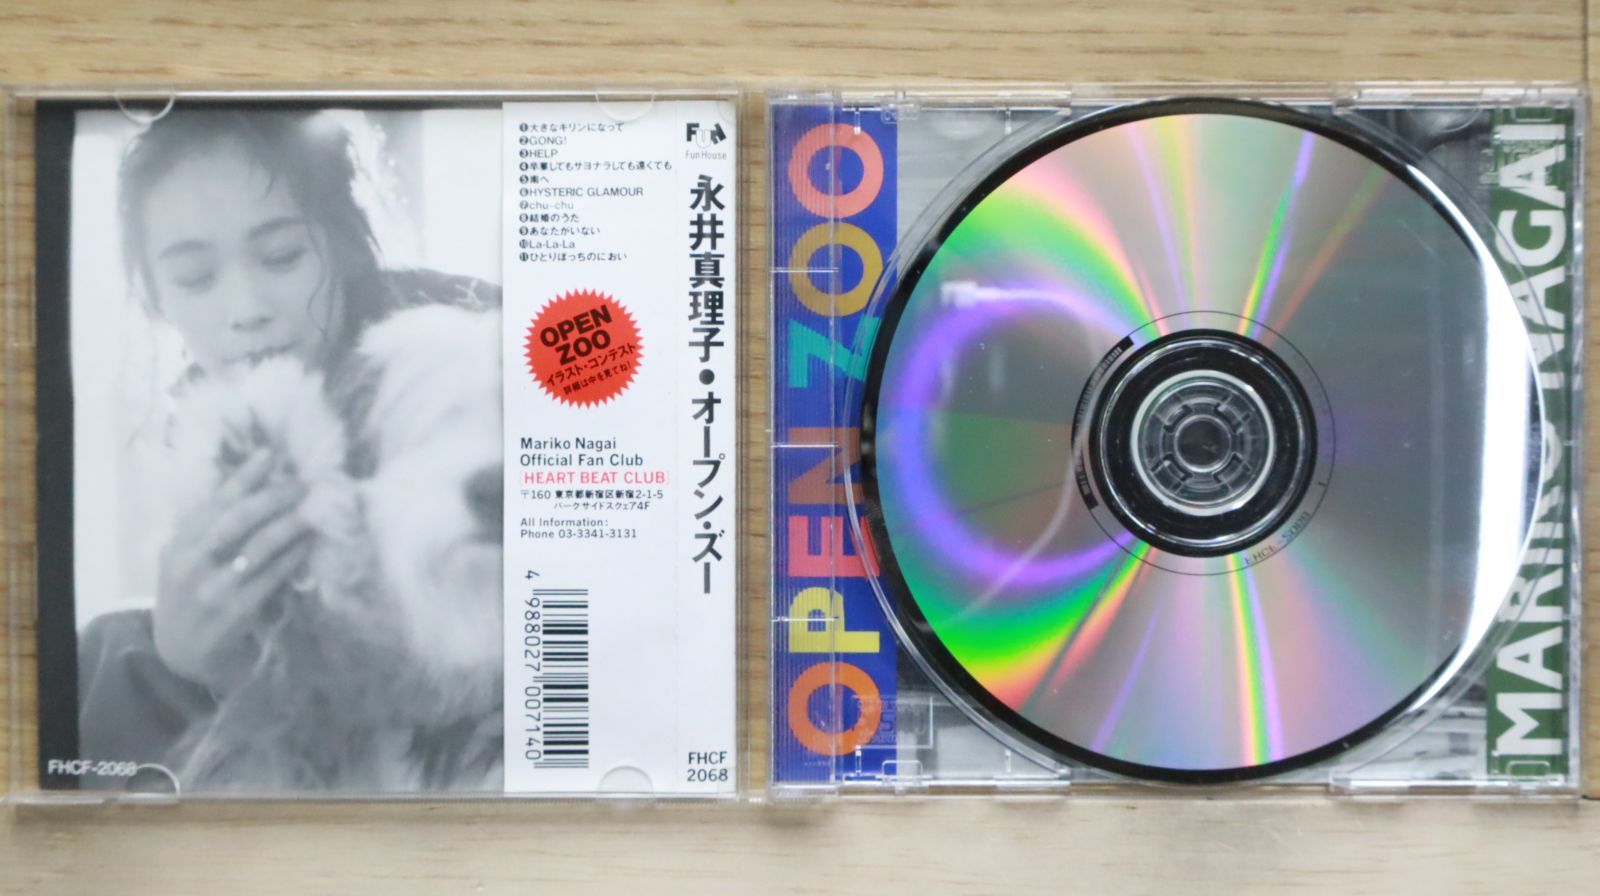 ❶大きなキリンになって
❷GONG!
❸HELP
❹卒業してもサヨナラしても遠くても
❺南へ
❻HYSTERIC GLAMOUR
❼chu-chu
❽結婚のうた
❾あなたがいない
❿La-La-La
⓫ひとりぼっちのにおい
OPEN
ZOO
イラスト・コンテスト
詳細は中を見てね!
Mariko Nagai
Official Fan Club
[HEART BEAT CLUB]
〒160 東京都新宿区新宿2-1-5
パークサイドスクェア4F
All Information:
Phone 03-3341-3131
4 988027 007140
FUN
Fun House
永井真理子●オープン・ズー
FHCF
2068
FHCF-2068
OPEN ZOO
MARIKO NAGAI